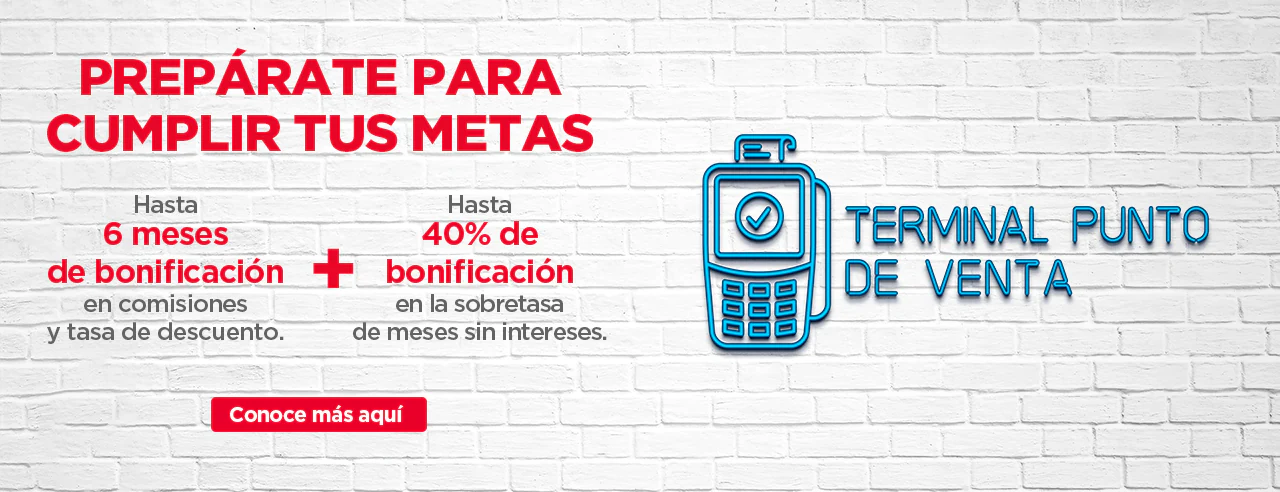 PREPÁRATE PARA
CUMPLIR TUS METAS
Hasta
6 meses
de bonificación
en comisiones
y tasa de descuento.
+
Hasta
40% de
bonificación
en la sobretasa
de meses sin intereses.
Conoce más aquí
TERMINAL PUNTO
DE VENTA